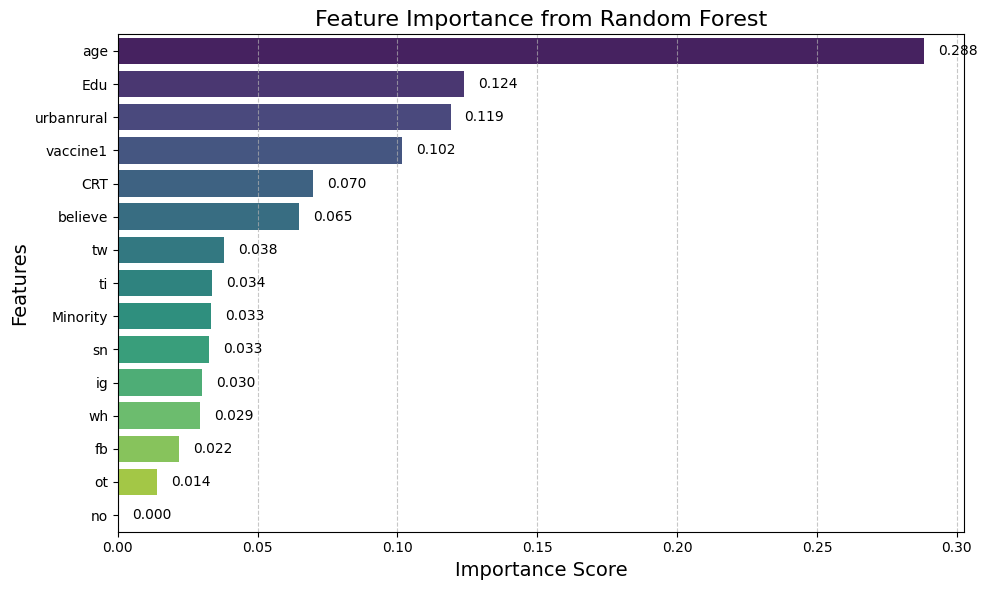 Feature Importance from Random Forest
age 0.288
Edu 0.124
urbanrural 0.119
vaccine1 0.102
CRT 0.070
believe 0.065
tw 0.038
ti 0.034
Minority 0.033
sn 0.033
ig 0.030
wh 0.029
fb 0.022
ot 0.014
no 0.000
Features
0.00 0.05 0.10 0.15 0.20 0.25 0.30
Importance Score